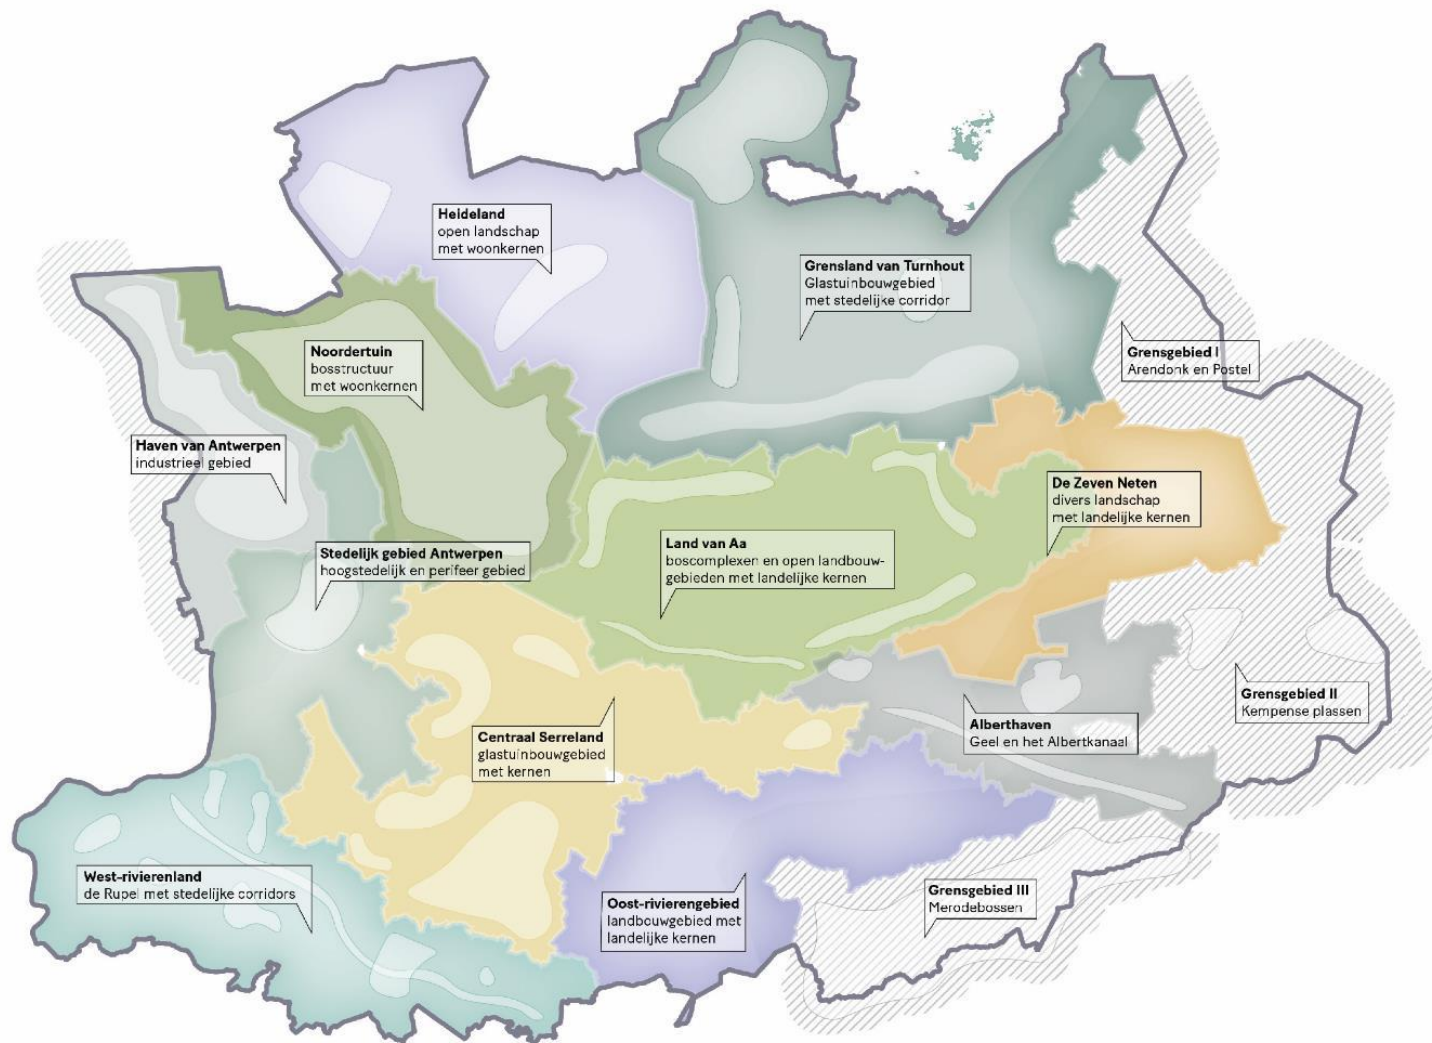 Heideland
open landschap
met woonkernen
Grensland van Turnhout
Glastuinbouwgebied
met stedelijke corridor
Noordertuin
bosstructuur
met woonkernen
Grensgebied I
Arendonk en Postel
Haven van Antwerpen
industrieel gebied
De Zeven Neten
divers landschap
met landelijke kernen
Stedelijk gebied Antwerpen
hoogstedelijk en perifeer gebied
Land van Aa
boscomplexen en open landbouw-
gebieden met landelijke kernen
Grensgebied II
Kempense plassen
Alberthaven
Geel en het Albertkanaal
Centraal Serreland
glastuinbouwgebied
met kernen
West-rivierenland
de Rupel met stedelijke corridors
Oost-rivierengebied
landbouwgebied met
landelijke kernen
Grensgebied III
Merodebossen